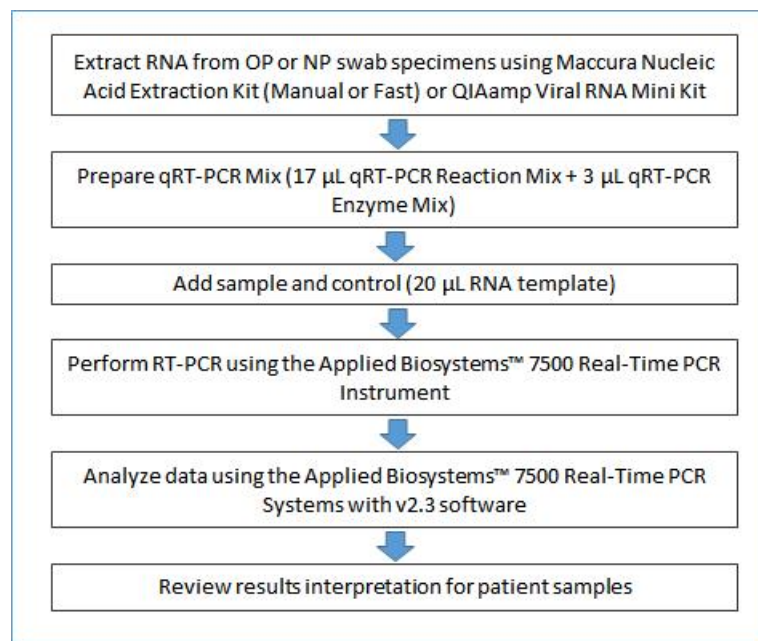 Extract RNA from OP or NP swab specimens using Maccura Nucleic
Acid Extraction Kit (Manual or Fast) or QIAamp Viral RNA Mini Kit
Prepare qRT-PCR Mix (17 µL qRT-PCR Reaction Mix + 3 µL qRT-PCR
Enzyme Mix)
Add sample and control (20 µL RNA template)
Perform RT-PCR using the Applied Biosystems™ 7500 Real-Time PCR
Instrument
Analyze data using the Applied Biosystems™ 7500 Real-Time PCR
Systems with v2.3 software
Review results interpretation for patient samples